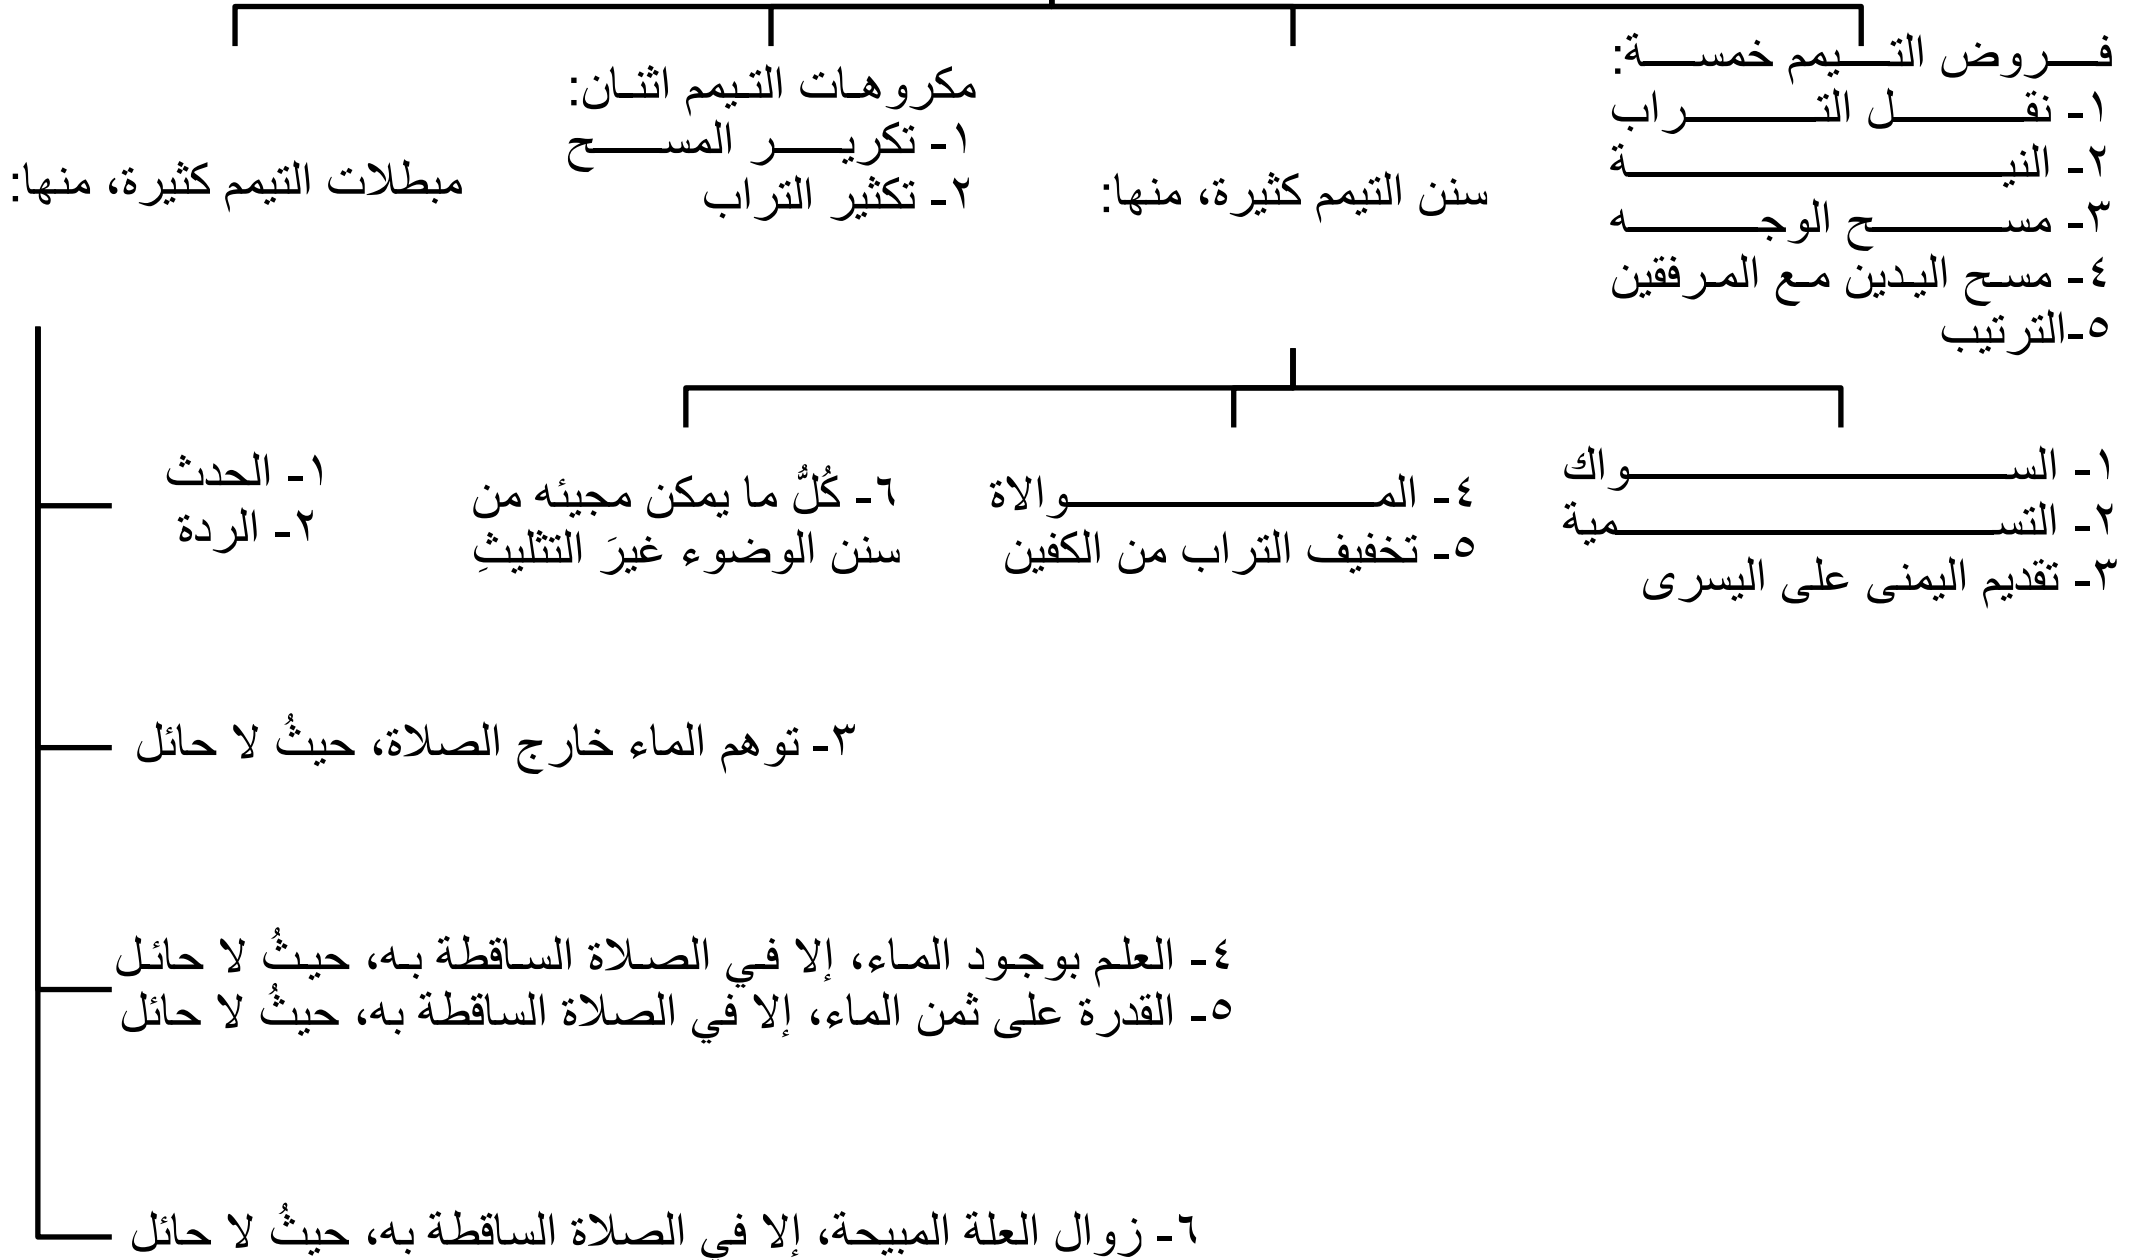 فروض التيمم خمسة:
١- نقل التراب
٢- النية
٣- مسح الوجه
٤- مسح اليدين مع المرفقين
٥-الترتيب
سنن التيمم كثيرة، منها:
مكروهات التيمم اثنان:
١- تكرير المسح
٢- تكثير التراب
مبطلات التيمم كثيرة، منها:
١- السواك
٢- التسمية
٣- تقديم اليمنى على اليسرى
٤- الموالاة
٥- تخفيف التراب من الكفين
٦- كُلُّ ما يمكن مجيئه من
سنن الوضوء غيرَ التثليثِ
١- الحدث
٢- الردة
٣- توهم الماء خارج الصلاة، حيثُ لا حائل
٤- العلم بوجود الماء، إلا في الصلاة الساقطة به، حيثُ لا حائل
٥- القدرة على ثمن الماء، إلا في الصلاة الساقطة به، حيثُ لا حائل
٦- زوال العلة المبيحة، إلا في الصلاة الساقطة به، حيثُ لا حائل